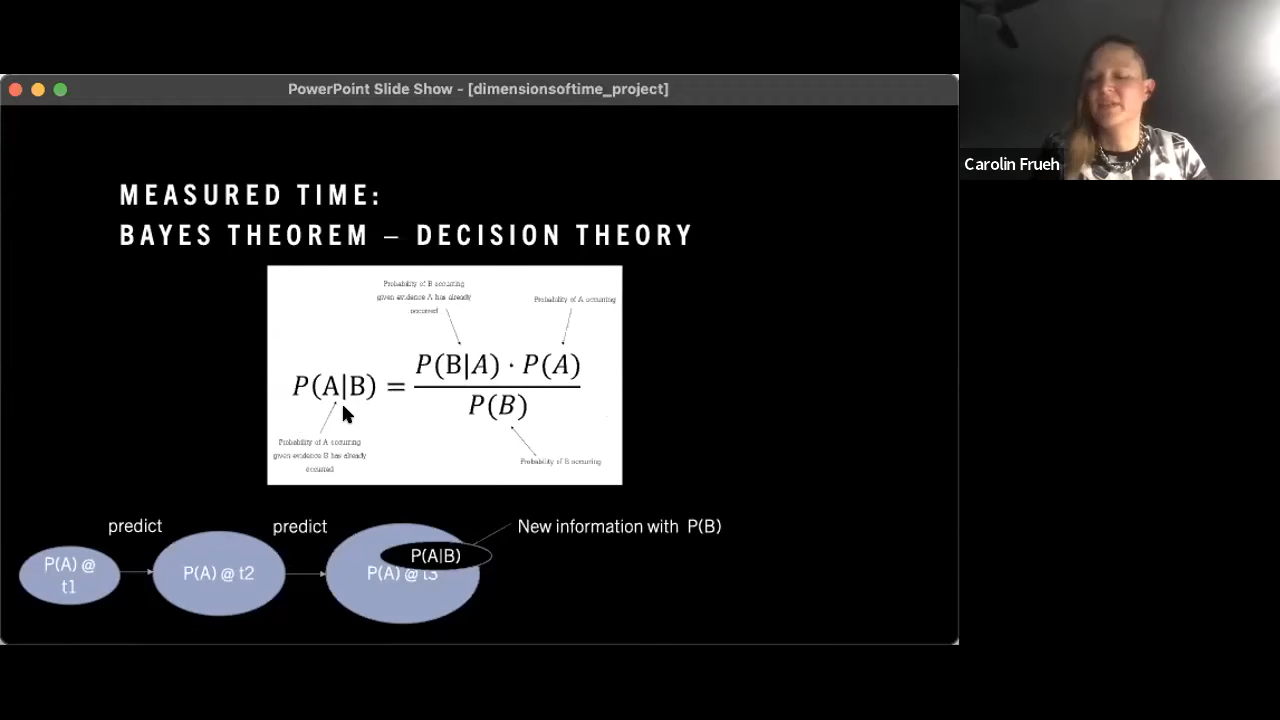 PowerPoint Slide Show - [dimensionsoftime_project]
Carolin Frueh
MEASURED TIME:
BAYES THEOREM – DECISION THEORY
Probability of B occurring
given evidence A has already
occurred
Probability of A occurring
P(A|B) = P(B|A) · P(A)
P(B)
Probability of A occurring
given evidence B has already
occurred
Probability of B occurring
predict
predict
New information with P(B)
P(A) @
t1
P(A) @ t2
P(A|B)
P(A) @ t3